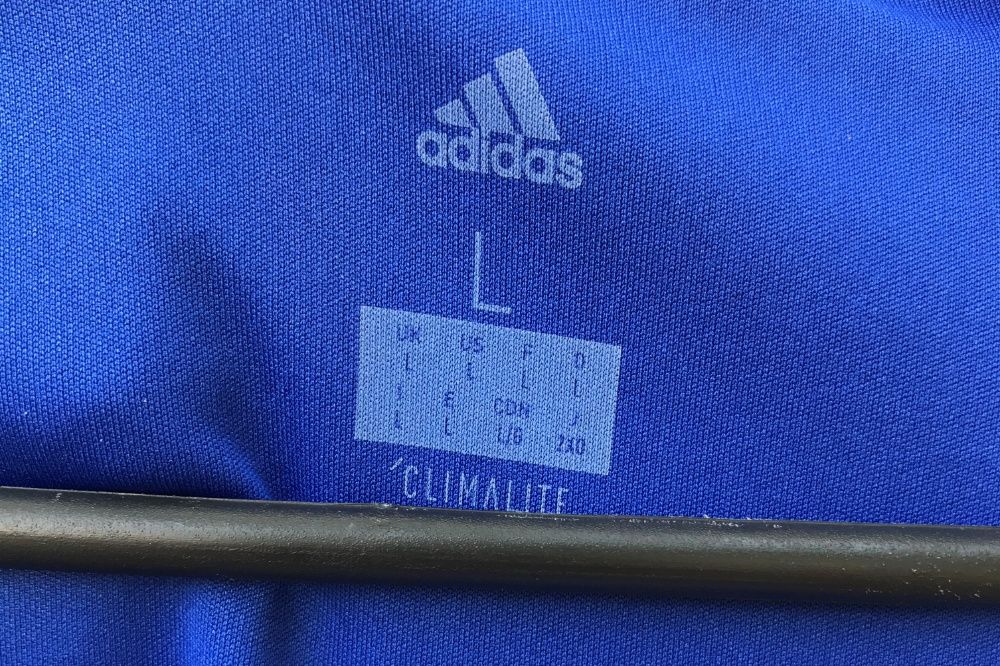 adidas
L
UK US F D
L L L L
I E CDN J
L L L/G 2XO
'CLIMALITE